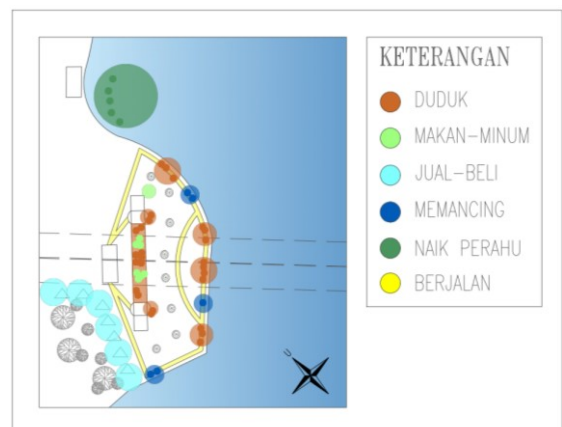 KETERANGAN
DUDUK
MAKAN-MINUM
JUAL-BELI
MEMANCING
NAIK PERAHU
BERJALAN
U